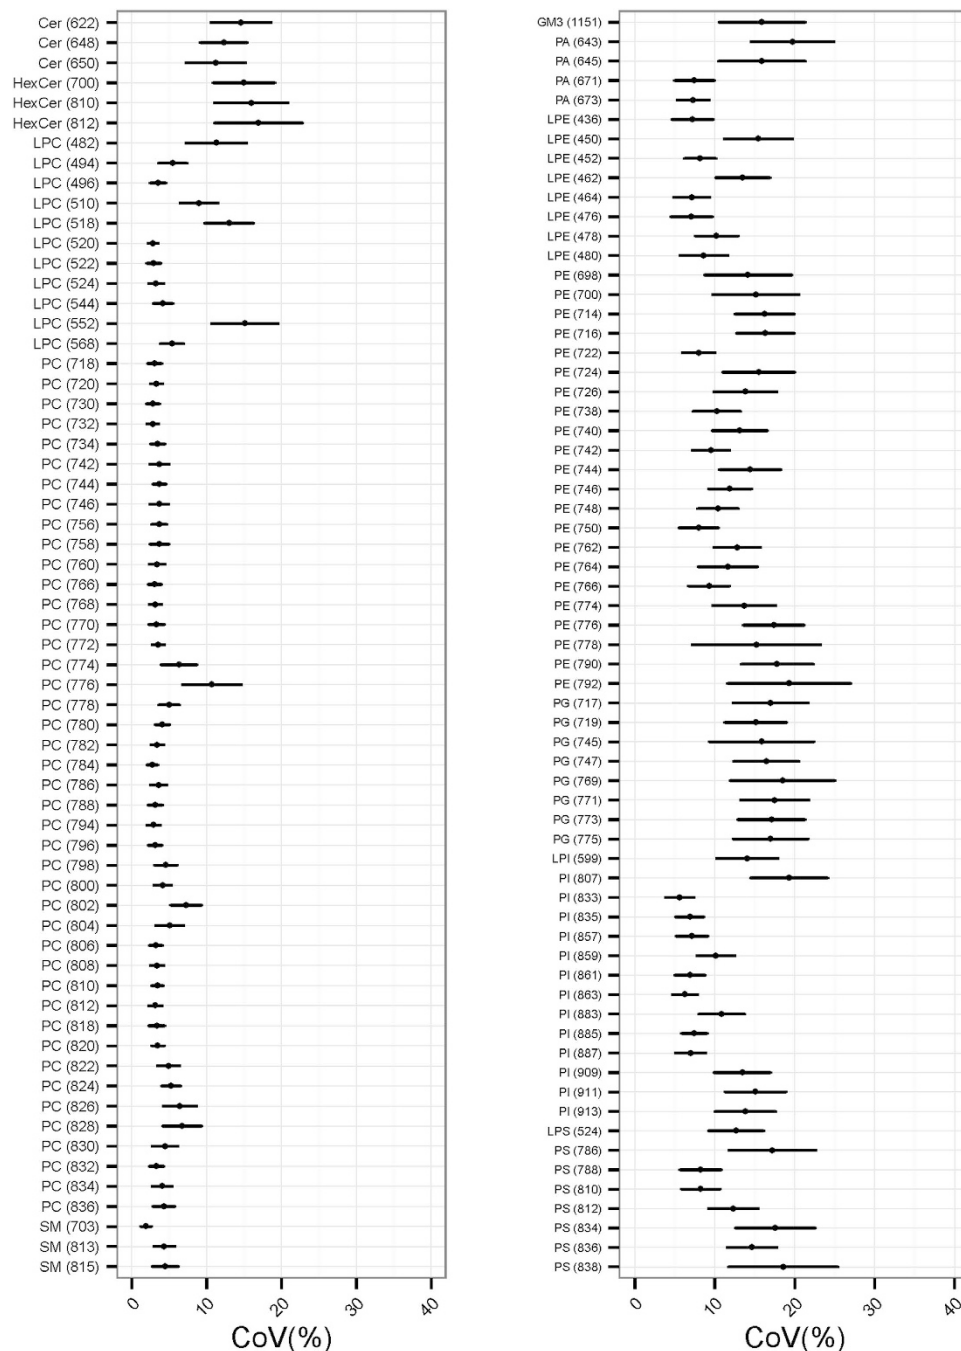 Cer (622)
Cer (648)
Cer (650)
HexCer (700)
HexCer (810)
HexCer (812)
LPC (482)
LPC (494)
LPC (496)
LPC (510)
LPC (518)
LPC (520)
LPC (522)
LPC (524)
LPC (544)
LPC (552)
LPC (568)
PC (718)
PC (720)
PC (730)
PC (732)
PC (734)
PC (742)
PC (744)
PC (746)
PC (756)
PC (758)
PC (760)
PC (766)
PC (768)
PC (770)
PC (772)
PC (774)
PC (776)
PC (778)
PC (780)
PC (782)
PC (784)
PC (786)
PC (788)
PC (794)
PC (796)
PC (798)
PC (800)
PC (802)
PC (804)
PC (806)
PC (808)
PC (810)
PC (812)
PC (818)
PC (820)
PC (822)
PC (824)
PC (826)
PC (828)
PC (830)
PC (832)
PC (834)
PC (836)
SM (703)
SM (813)
SM (815)
0 10 20 30 40
CoV(%)
GM3 (1151)
PA (643)
PA (645)
PA (671)
PA (673)
LPE (436)
LPE (450)
LPE (452)
LPE (462)
LPE (464)
LPE (476)
LPE (478)
LPE (480)
PE (698)
PE (700)
PE (714)
PE (716)
PE (722)
PE (724)
PE (726)
PE (738)
PE (740)
PE (742)
PE (744)
PE (746)
PE (748)
PE (750)
PE (762)
PE (764)
PE (766)
PE (774)
PE (776)
PE (778)
PE (790)
PE (792)
PG (717)
PG (719)
PG (745)
PG (747)
PG (769)
PG (771)
PG (773)
PG (775)
LPI (599)
PI (807)
PI (833)
PI (835)
PI (857)
PI (859)
PI (861)
PI (863)
PI (883)
PI (885)
PI (887)
PI (909)
PI (911)
PI (913)
LPS (524)
PS (786)
PS (788)
PS (810)
PS (812)
PS (834)
PS (836)
PS (838)
0 10 20 30 40
CoV(%)